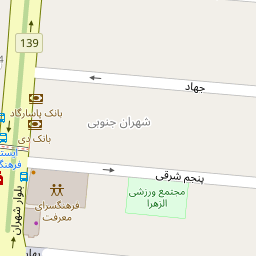 139
جهاد
شهران جنوبی
بانک پاسارگاد
بانک دی
پنجم شرقی
مجتمع ورزشی
الزهرا
فرهنگسرای
معرفت
بلوار شهران